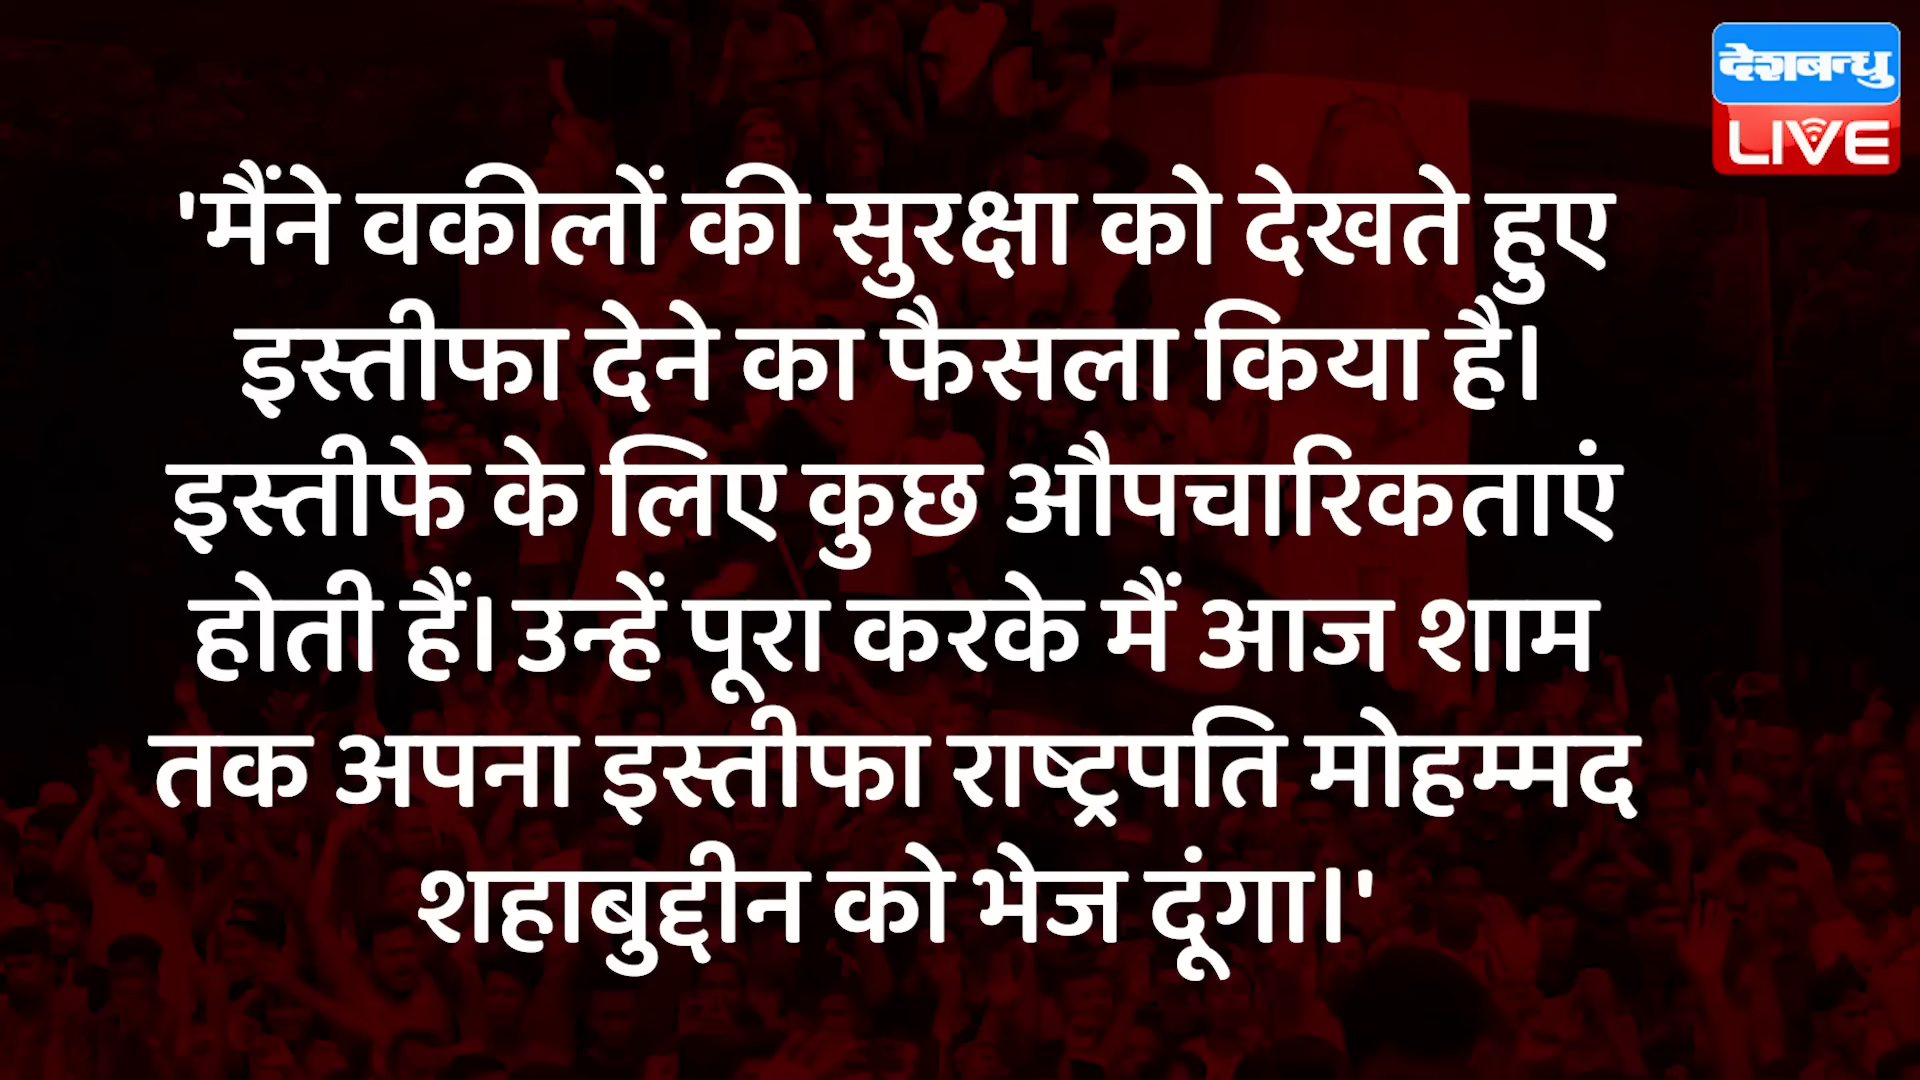 देशबन्धु
LIVE
'मैंने वकीलों की सुरक्षा को देखते हुए
इस्तीफा देने का फैसला किया है।
इस्तीफे के लिए कुछ औपचारिकताएं
होती हैं। उन्हें पूरा करके मैं आज शाम
तक अपना इस्तीफा राष्ट्रपति मोहम्मद
शहाबुद्दीन को भेज दूंगा।'